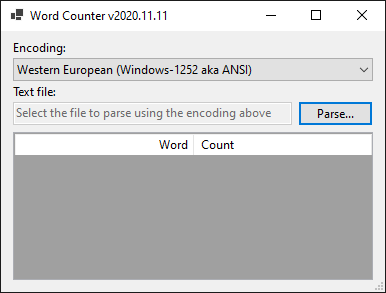 Word Counter v2020.11.11
Encoding:
Western European (Windows-1252 aka ANSI)
Text file:
Select the file to parse using the encoding above
Parse...
Word Count